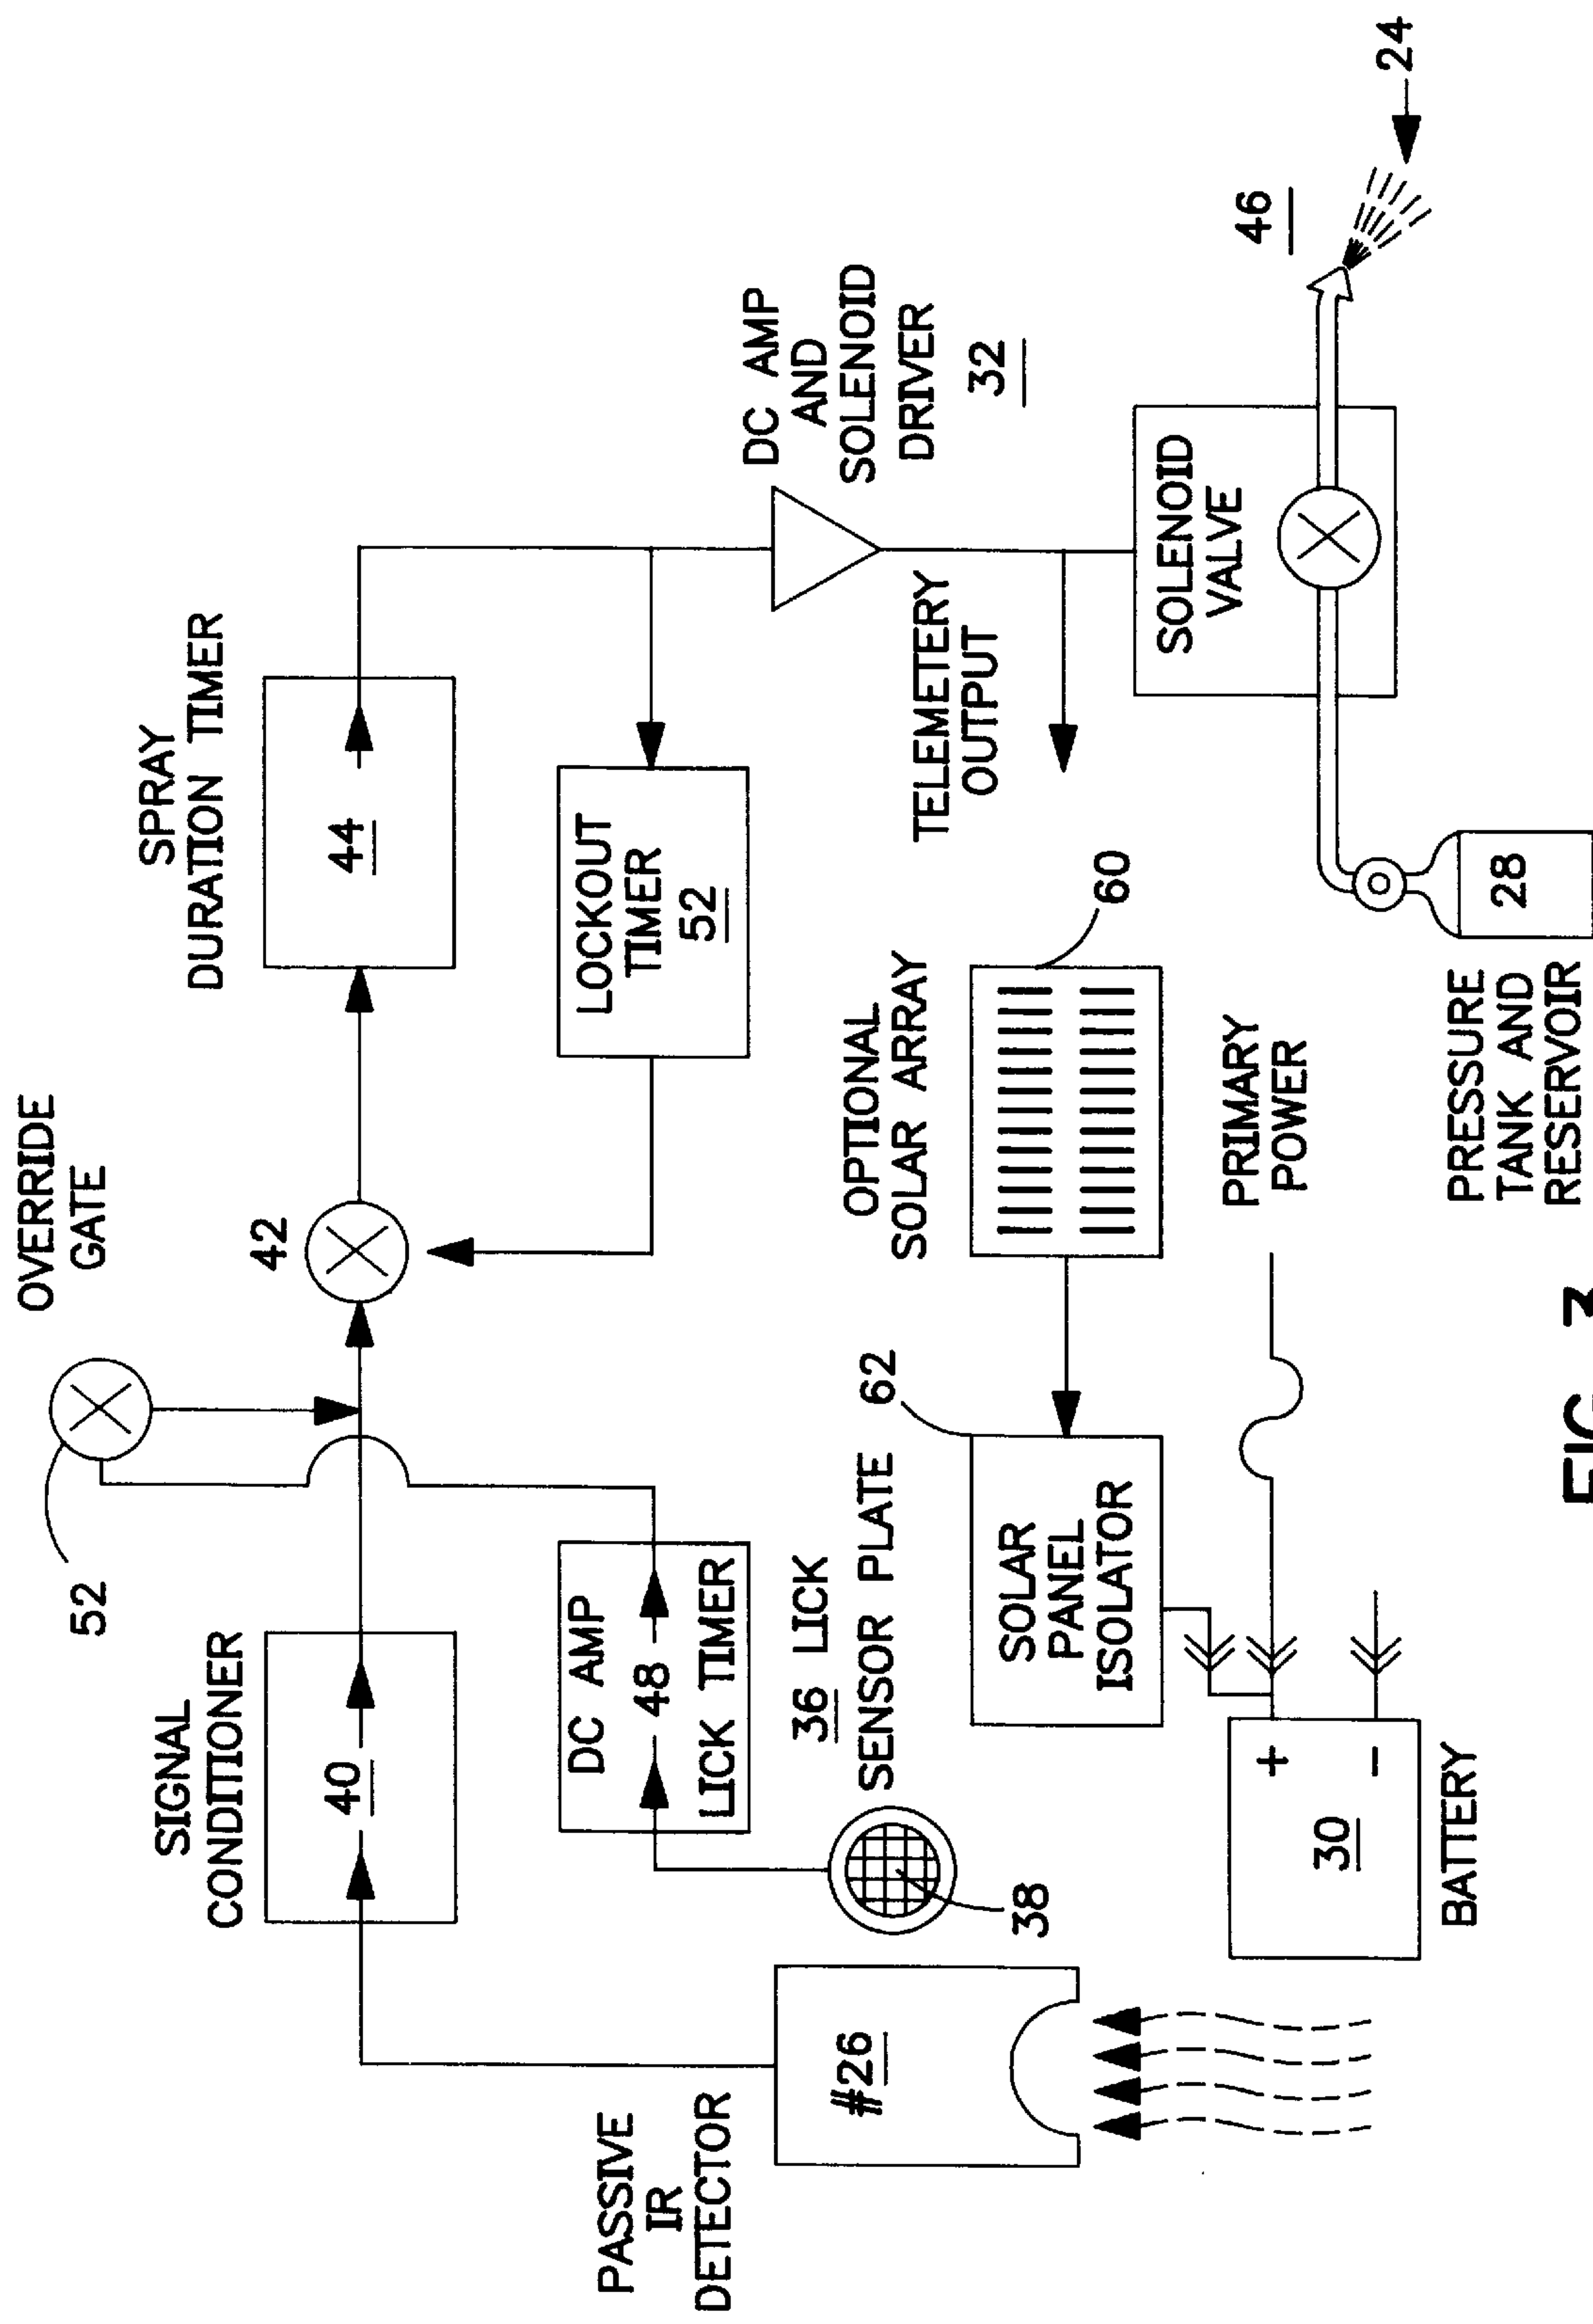 OVERRIDE
GATE
52
42
SIGNAL
CONDITIONER
40
SPRAY
DURATION TIMER
44
DC AMP
48
LICK TIMER
LOCKOUT
TIMER
52
DC AMP
AND
SOLENOID
DRIVER
32
PASSIVE
IR
DETECTOR
#26
36 LICK
SENSOR PLATE
38
OPTIONAL
SOLAR ARRAY
60
62
SOLAR
PANEL
ISOLATOR
TELEMETERY
OUTPUT
SOLENOID
VALVE
46
24
PRIMARY
POWER
+
-
30
BATTERY
28
PRESSURE
TANK AND
RESERVOIR
FIG. 3